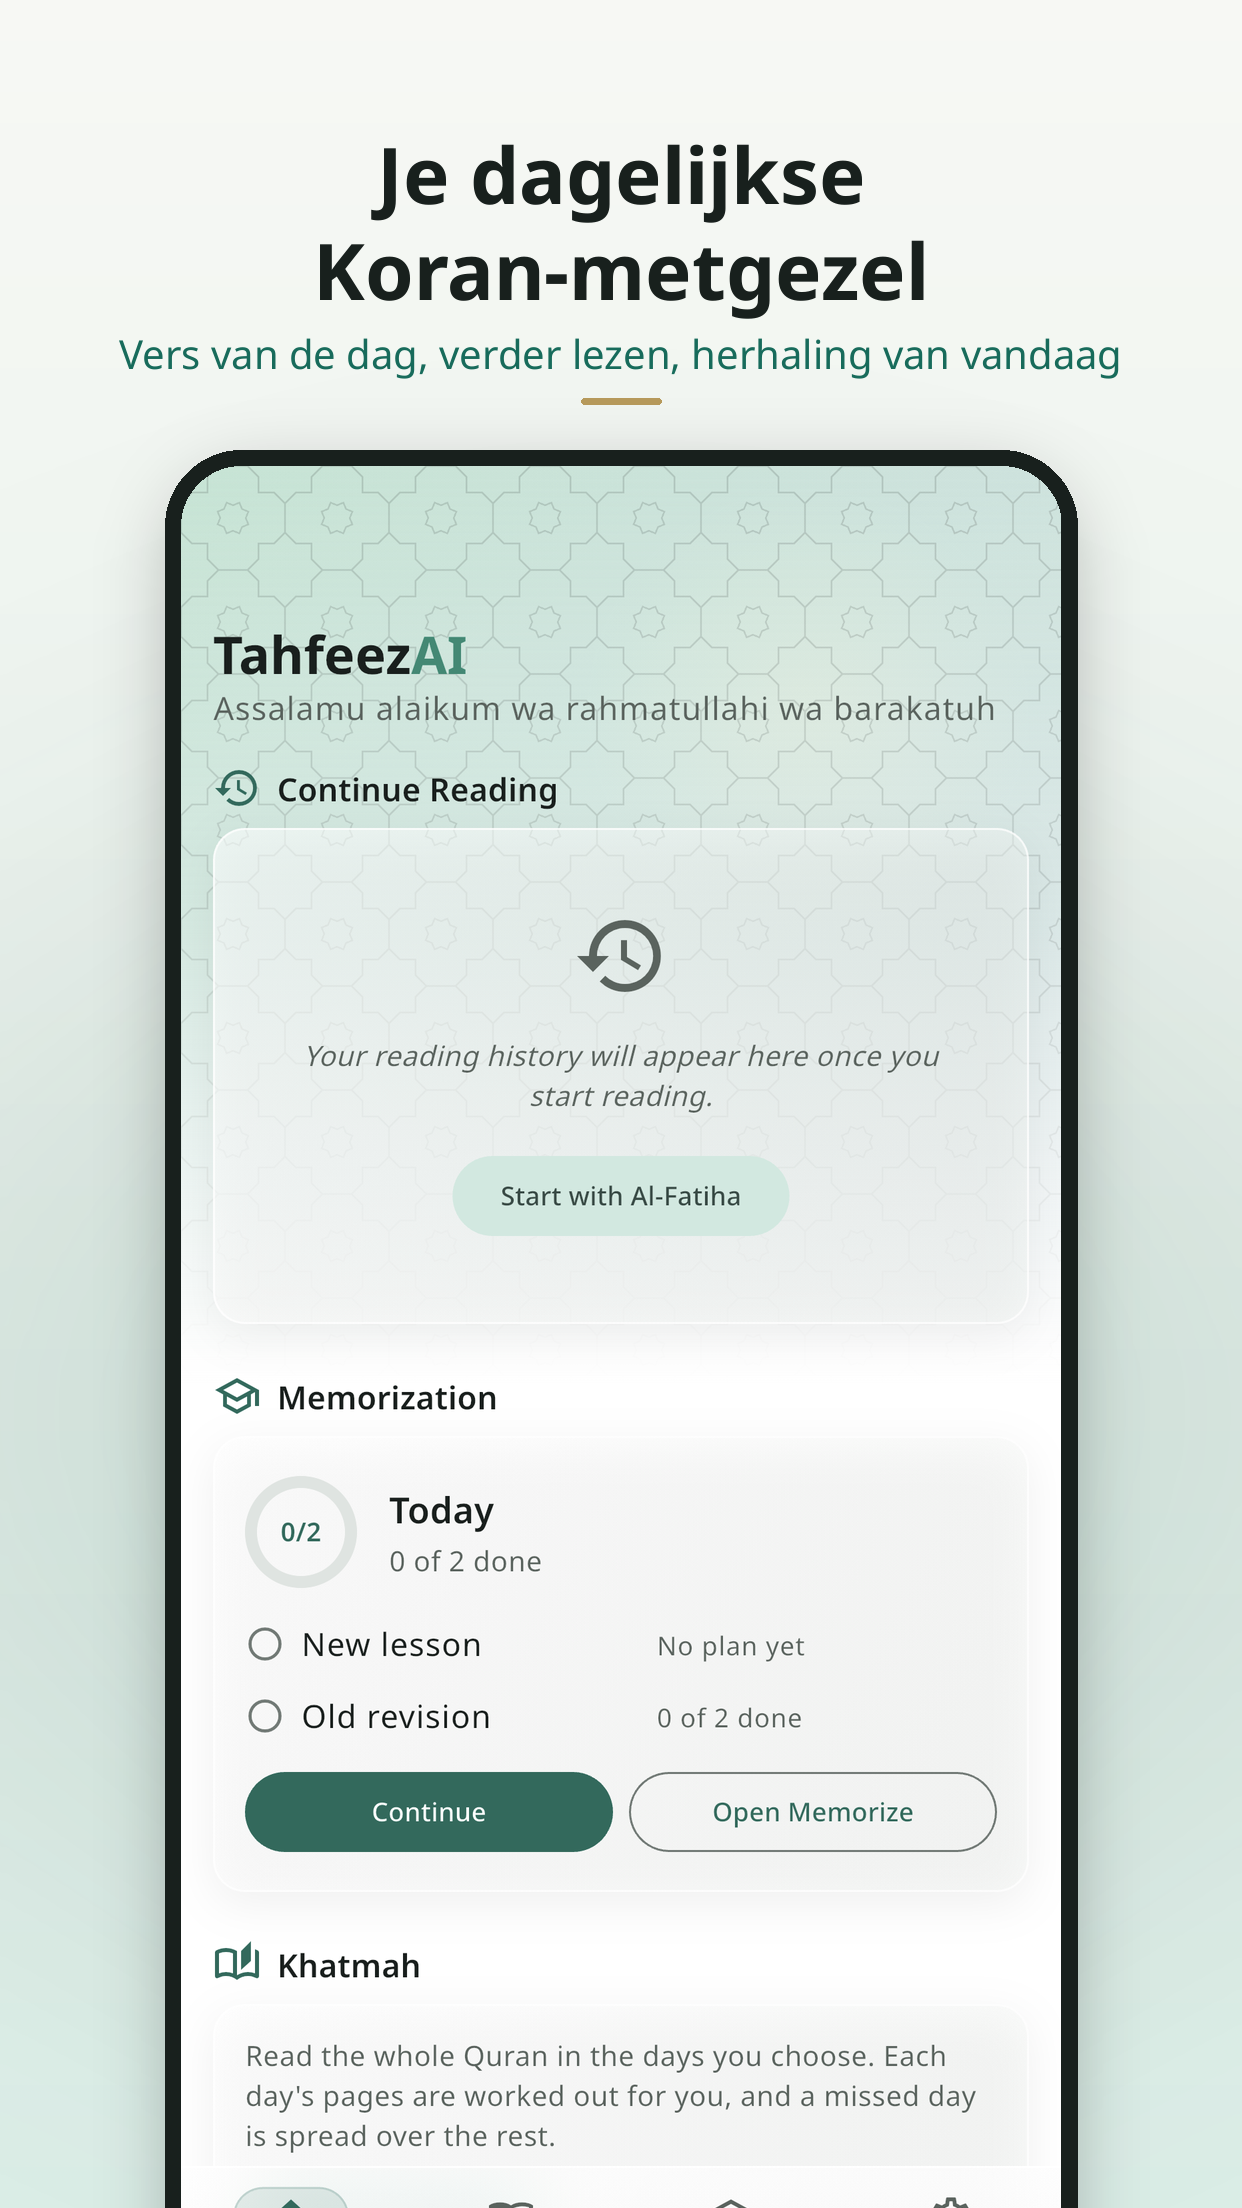 Je dagelijkse
Koran-metgezel
Vers van de dag, verder lezen, herhaling van vandaag
TahfeezAI
Assalamu alaikum wa rahmatullahi wa barakatuh
Continue Reading
Your reading history will appear here once you
start reading.
Start with Al-Fatiha
Memorization
0/2
Today
0 of 2 done
New lesson
No plan yet
Old revision
0 of 2 done
Continue
Open Memorize
Khatmah
Read the whole Quran in the days you choose. Each
day's pages are worked out for you, and a missed day
is spread over the rest.